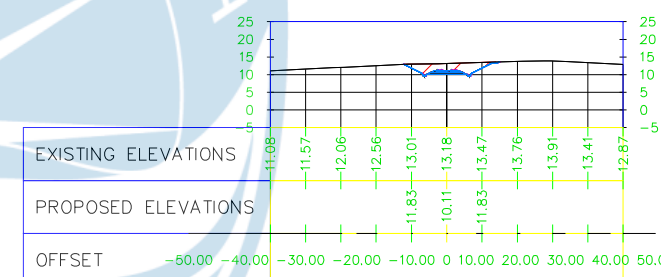 25 25
20 20
15 15
10 10
5 5
0 0
-5 -5
EXISTING ELEVATIONS 11.08 11.57 12.06 12.56 13.01 13.18 13.47 13.76 13.91 13.41 12.87
PROPOSED ELEVATIONS 11.83 10.11 11.83
OFFSET -50.00 -40.00 -30.00 -20.00 -10.00 0 10.00 20.00 30.00 40.00 50.0